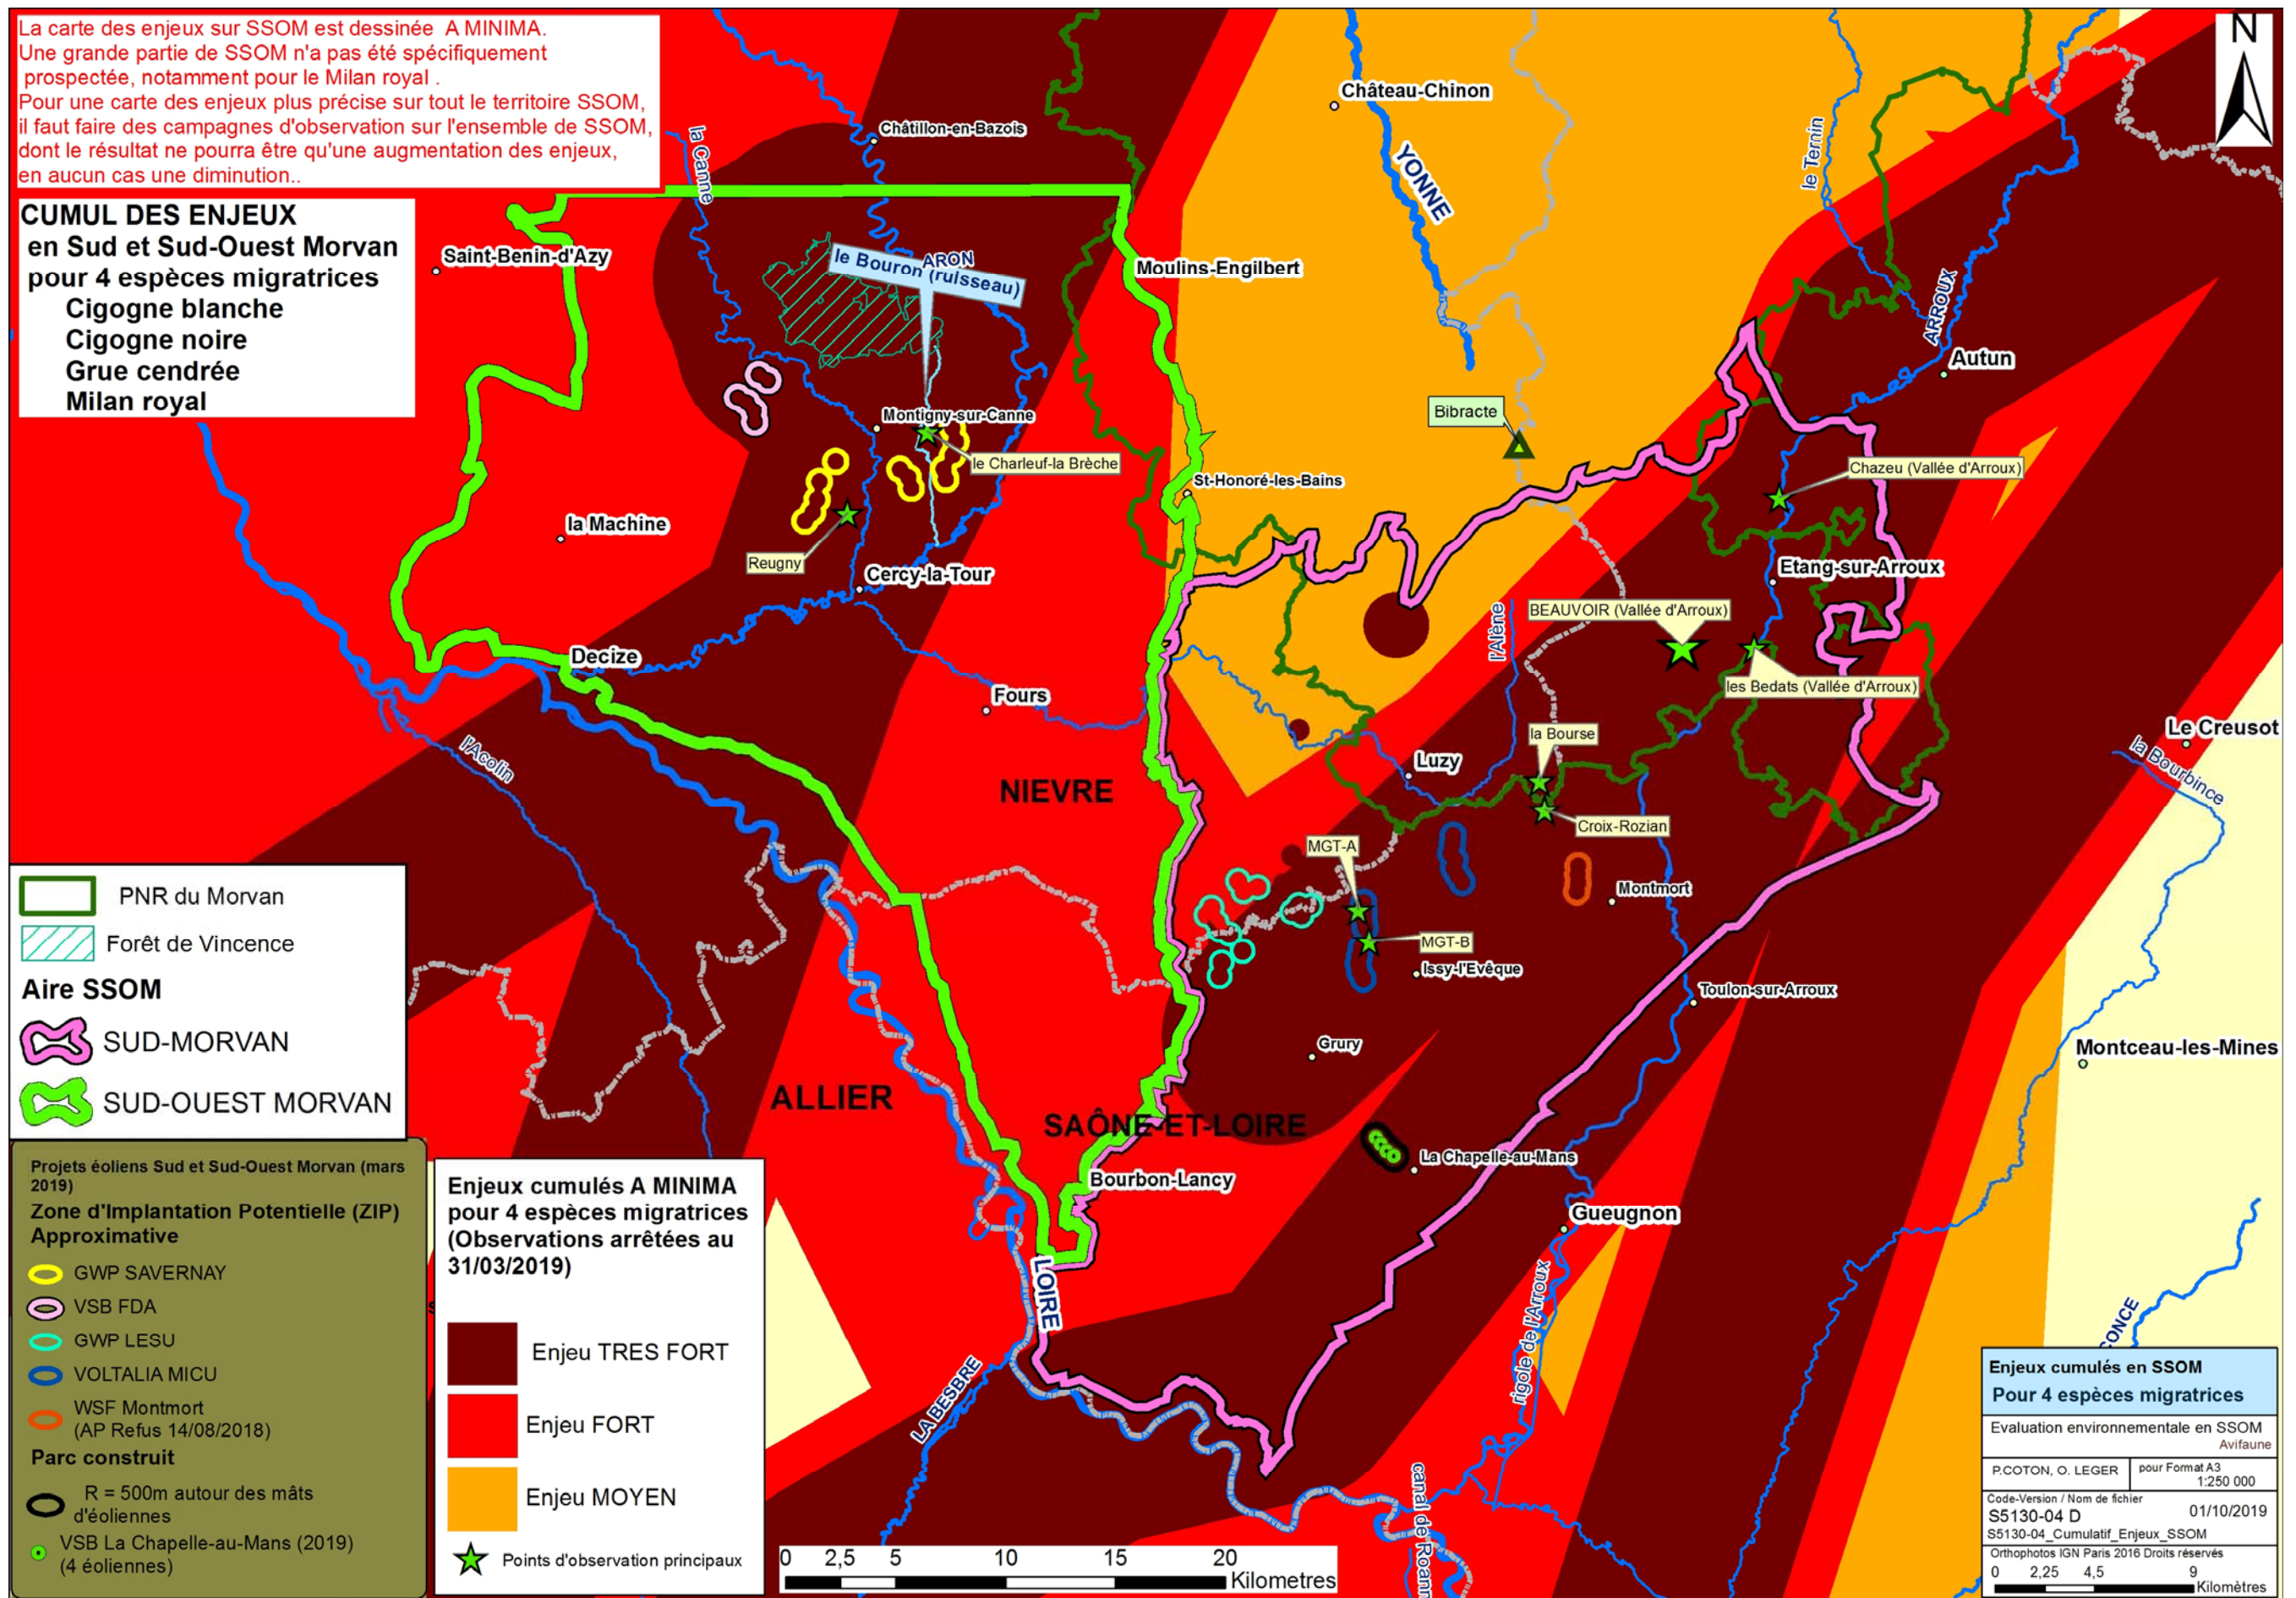 La carte des enjeux sur SSOM est dessinée A MINIMA.
Une grande partie de SSOM n'a pas été spécifiquement
prospectée, notamment pour le Milan royal .
Pour une carte des enjeux plus précise sur tout le territoire SSOM,
il faut faire des campagnes d'observation sur l'ensemble de SSOM,
dont le résultat ne pourra être qu'une augmentation des enjeux,
en aucun cas une diminution..
CUMUL DES ENJEUX
en Sud et Sud-Ouest Morvan
pour 4 espèces migratrices
Cigogne blanche
Cigogne noire
Grue cendrée
Milan royal
N
Château-Chinon
Châtillon-en-Bazois
la Canne
YONNE
le Ternin
Saint-Benin-d'Azy
ARON
le Bouron (ruisseau)
Moulins-Engilbert
ARROUX
Autun
Bibracte
Montigny-sur-Canne
le Charleuf-la Brèche
St-Honoré-les-Bains
Chazeu (Vallée d'Arroux)
la Machine
Reugny
Cercy-la-Tour
Etang-sur-Arroux
BEAUVOIR (Vallée d'Arroux)
l'Alène
Decize
les Bedats (Vallée d'Arroux)
Fours
la Bourse
Le Creusot
la Bourbince
l'Acolin
Luzy
NIEVRE
Croix-Rozian
MGT-A
Montmort
MGT-B
Issy-l'Evêque
Toulon-sur-Arroux
Grury
Montceau-les-Mines
ALLIER
SAÔNE-ET-LOIRE
La Chapelle-au-Mans
Bourbon-Lancy
Gueugnon
LOIRE
rigole de l'Arroux
LA BESBRE
canal de Roann
CONCE
PNR du Morvan
Forêt de Vincence
Aire SSOM
SUD-MORVAN
SUD-OUEST MORVAN
Projets éoliens Sud et Sud-Ouest Morvan (mars
2019)
Zone d'Implantation Potentielle (ZIP)
Approximative
GWP SAVERNAY
VSB FDA
GWP LESU
VOLTALIA MICU
WSF Montmort
(AP Refus 14/08/2018)
Parc construit
R = 500m autour des mâts
d'éoliennes
VSB La Chapelle-au-Mans (2019)
(4 éoliennes)
Enjeux cumulés A MINIMA
pour 4 espèces migratrices
(Observations arrêtées au
31/03/2019)
Enjeu TRES FORT
Enjeu FORT
Enjeu MOYEN
Points d'observation principaux
0 2,5 5 10 15 20
Kilometres
Enjeux cumulés en SSOM
Pour 4 espèces migratrices
Evaluation environnementale en SSOM
Avifaune
P.COTON, O. LEGER
pour Format A3
1:250 000
Code-Version / Nom de fichier
S5130-04 D 01/10/2019
S5130-04_Cumulatif_Enjeux_SSOM
Orthophotos IGN Paris 2016 Droits réservés
0 2,25 4,5 9
Kilomètres